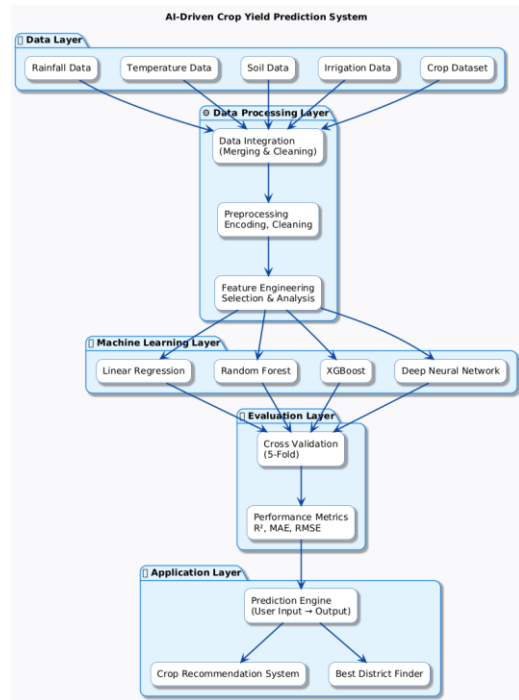 AI-Driven Crop Yield Prediction System
Data Layer
Rainfall Data
Temperature Data
Soil Data
Irrigation Data
Crop Dataset
⚙ Data Processing Layer
Data Integration
(Merging & Cleaning)
Preprocessing
Encoding, Cleaning
Feature Engineering
Selection & Analysis
Machine Learning Layer
Linear Regression
Random Forest
XGBoost
Deep Neural Network
Evaluation Layer
Cross Validation
(5-Fold)
Performance Metrics
R², MAE, RMSE
Application Layer
Prediction Engine
(User Input → Output)
Crop Recommendation System
Best District Finder